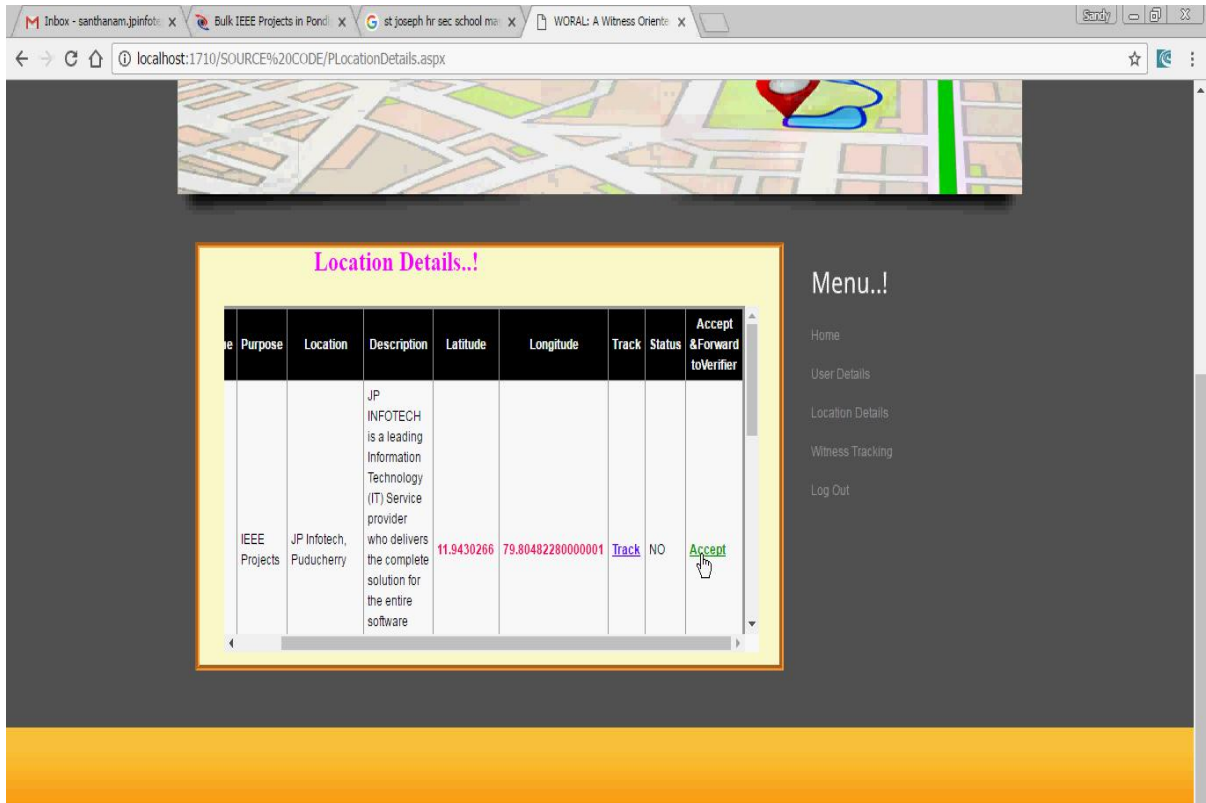 Inbox - santhanam.jpinfote
Bulk IEEE Projects in Pondi
st joseph hr sec school ma
WORAL: A Witness Oriente
Sandy
localhost:1710/SOURCE%20CODE/PLocationDetails.aspx
Location Details..!
Purpose Location Description Latitude Longitude Track Status Accept
&Forward
toVerifier
JP
INFOTECH
is a leading
Information
Technology
(IT) Service
provider
who delivers
the complete
solution for
the entire
software
IEEE
Projects
JP Infotech,
Puducherry
11.9430266
79.80482280000001
Track
NO
Accept
Menu..!
Home
User Details
Location Details
Witness Tracking
Log Out